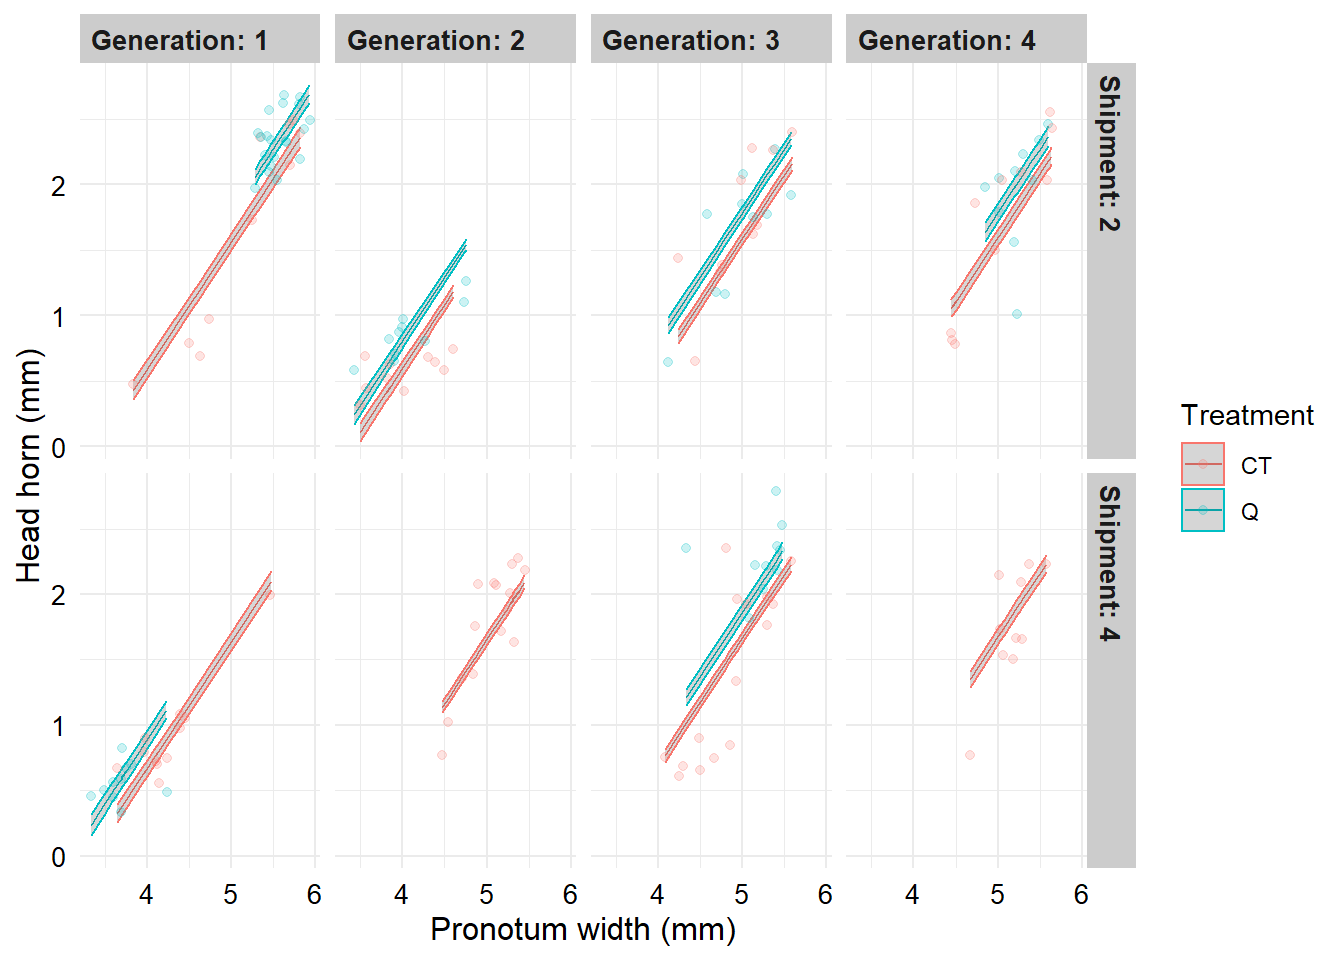 Generation: 1
Generation: 2
Generation: 3
Generation: 4
Shipment: 2
2
1
0
Head horn (mm)
Treatment
CT
Q
Shipment: 4
2
1
0
4
5
6
4
5
6
4
5
6
4
5
6
Pronotum width (mm)